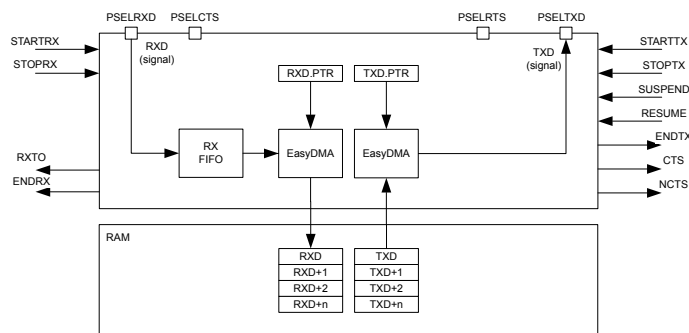 PSELRXD PSELCTS PSELRTS PSELTXD
STARTRX
STOPRX
RXD
(signal)
TXD
(signal)
STARTTX
STOPTX
SUSPEND
RESUME
RXD.PTR TXD.PTR
RX
FIFO
EasyDMA EasyDMA
RXTO
ENDRX
ENDTX
CTS
NCTS
RAM
RXD TXD
RXD+1 TXD+1
RXD+2 TXD+2
RXD+n TXD+n